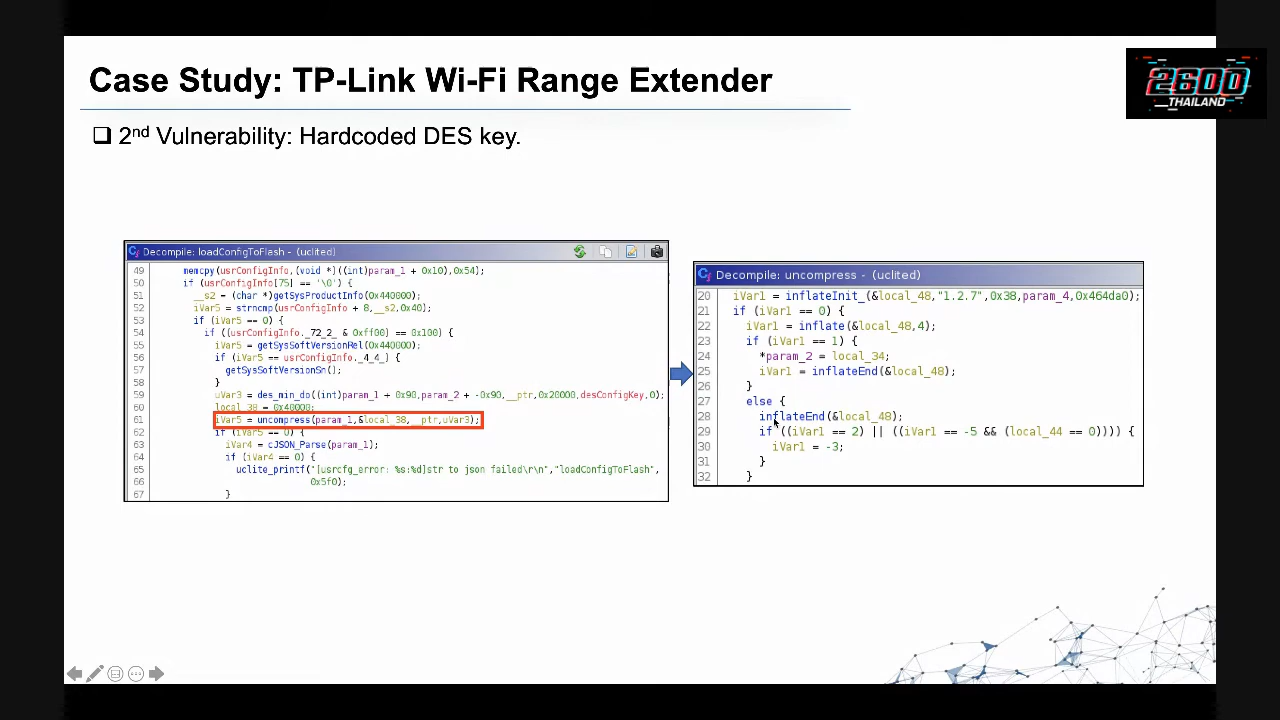 Case Study: TP-Link Wi-Fi Range Extender
2600
THAILAND
❑ 2nd Vulnerability: Hardcoded DES key.
Decompile: loadConfigToFlash - (uclited)
49 memcpy(usrConfigInfo,(void *)((int)param_1 + 0x10),0x54);
50 if (usrConfigInfo[75] == '\0') {
51 __s2 = (char *)getSysProductInfo(0x440000);
52 iVar5 = strncmp(usrConfigInfo + 8,__s2,0x40);
53 if (iVar5 == 0) {
54 if ((usrConfigInfo._72_2_ & 0xff00) == 0x100) {
55 iVar5 = getSysSoftVersionRel(0x440000);
56 if (iVar5 == usrConfigInfo._4_4_) {
57 getSysSoftVersionSn();
58 }
59 uVar3 = des_min_do((int)param_1 + 0x90,param_2 + -0x90,__ptr,0x20000,desConfigKey,0);
60 local_38 = 0x40000;
61 iVar5 = uncompress(param_1,&local_38,__ptr,uVar3);
62 if (iVar5 == 0) {
63 iVar4 = cJSON_Parse(param_1);
64 if (iVar4 == 0) {
65 uclite_printf("[usrcfg_error: %s:%d]str to json failed\r\n","loadConfigToFlash",
66 0x5f0);
67 }
Decompile: uncompress - (uclited)
20 iVar1 = inflateInit_(&local_48,"1.2.7",0x38,param_4,0x464da0);
21 if (iVar1 == 0) {
22 iVar1 = inflate(&local_48,4);
23 if (iVar1 == 1) {
24 *param_2 = local_34;
25 iVar1 = inflateEnd(&local_48);
26 }
27 else {
28 inflateEnd(&local_48);
29 if ((iVar1 == 2) || ((iVar1 == -5 && (local_44 == 0)))) {
30 iVar1 = -3;
31 }
32 }